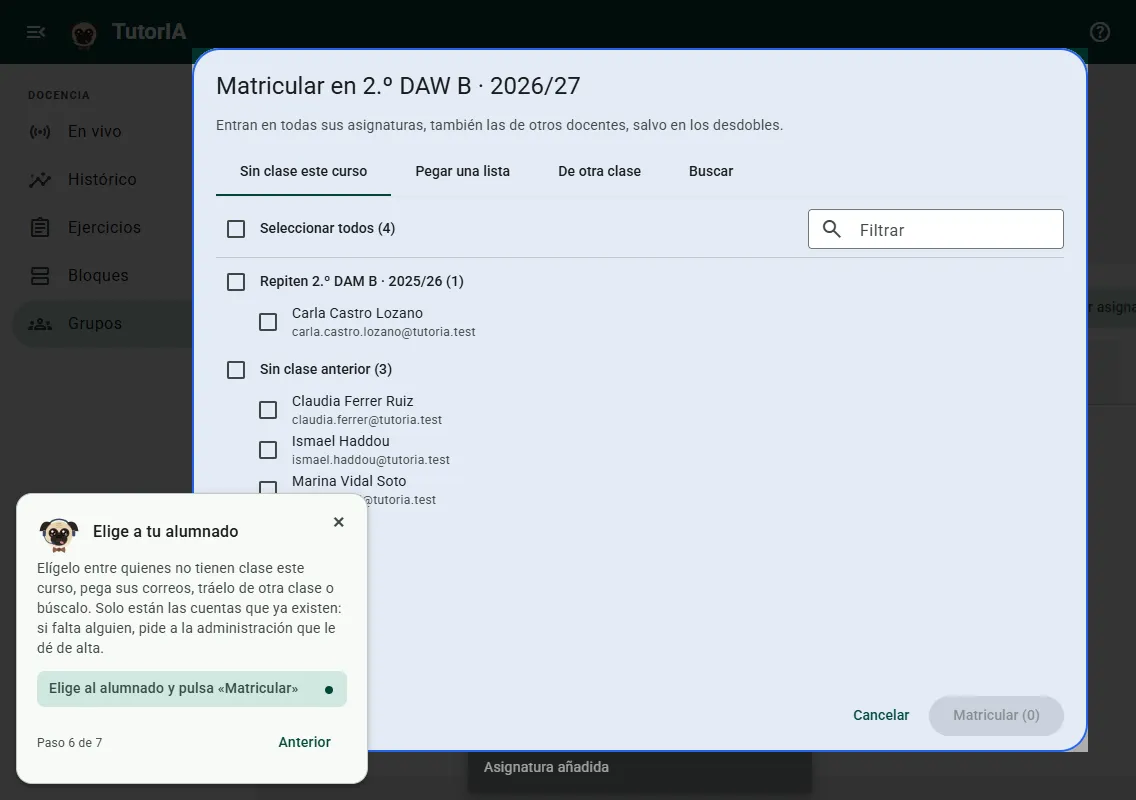 TutorIA
DOCENCIA
En vivo
Histórico
Ejercicios
Bloques
Grupos
Matricular en 2.º DAW B · 2026/27
Entran en todas sus asignaturas, también las de otros docentes, salvo en los desdobles.
Sin clase este curso
Pegar una lista
De otra clase
Buscar
Seleccionar todos (4)
Filtrar
Repiten 2.º DAM B · 2025/26 (1)
Carla Castro Lozano
carla.castro.lozano@tutoria.test
Sin clase anterior (3)
Claudia Ferrer Ruiz
claudia.ferrer@tutoria.test
Ismael Haddou
ismael.haddou@tutoria.test
Marina Vidal Soto
@tutoria.test
r asigna
Elige a tu alumnado
Elígelo entre quienes no tienen clase este
curso, pega sus correos, tráelo de otra clase o
búscalo. Solo están las cuentas que ya existen:
si falta alguien, pide a la administración que le
dé de alta.
Elige al alumnado y pulsa «Matricular»
Paso 6 de 7
Anterior
Cancelar
Matricular (0)
Asignatura añadida